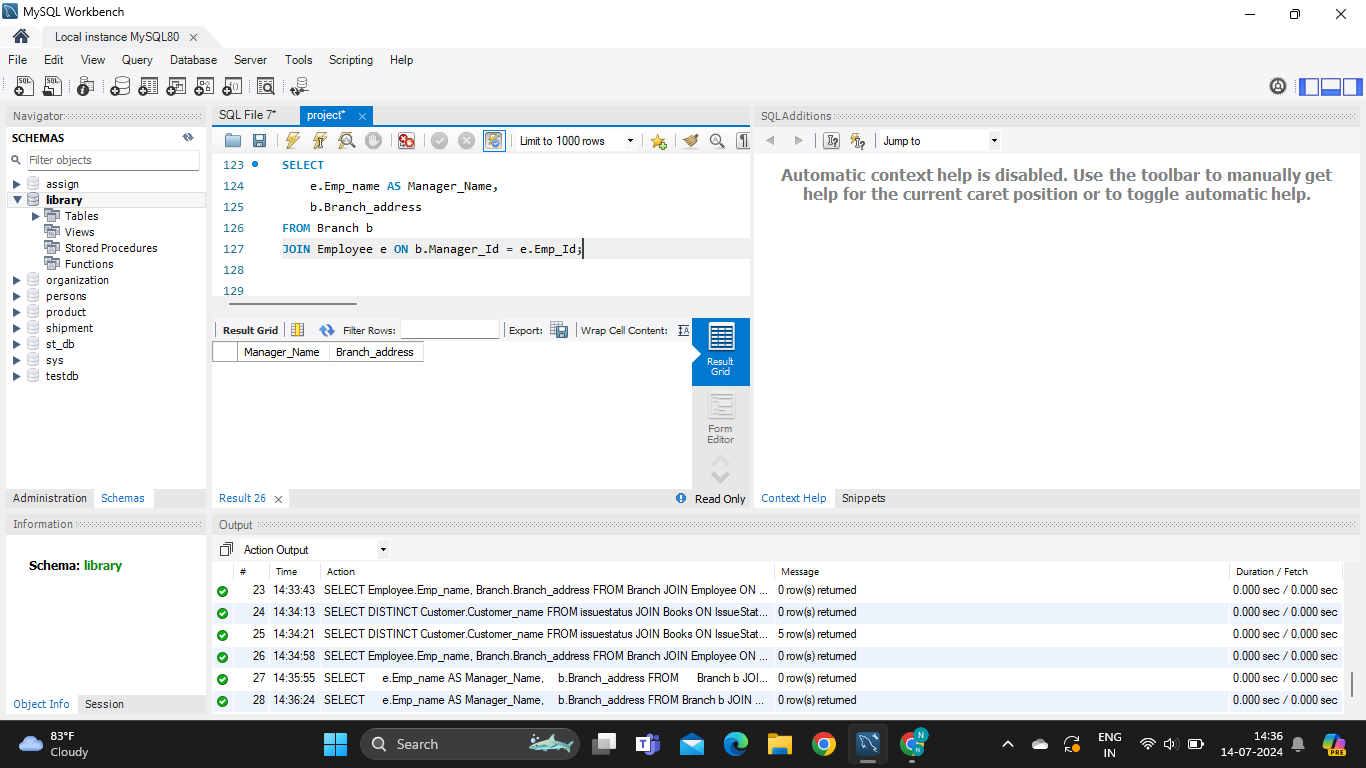 MySQL Workbench
Local instance MySQL80
File Edit View Query Database Server Tools Scripting Help
Navigator
SCHEMAS
Filter objects
assign
library
Tables
Views
Stored Procedures
Functions
organization
persons
product
shipment
st_db
sys
testdb
Administration Schemas
Information
Schema: library
Object Info Session
SQL File 7* project*
Limit to 1000 rows
123 SELECT
124 e.Emp_name AS Manager_Name,
125 b.Branch_address
126 FROM Branch b
127 JOIN Employee e ON b.Manager_Id = e.Emp_Id;
128
129
Result Grid Filter Rows: Export: Wrap Cell Content:
Manager_Name Branch_address
Result
Grid
Form
Editor
Result 26 Read Only
SQLAdditions
Jump to
Automatic context help is disabled. Use the toolbar to manually get
help for the current caret position or to toggle automatic help.
Context Help Snippets
Output
Action Output
# Time Action Message Duration / Fetch
23 14:33:43 SELECT Employee.Emp_name, Branch.Branch_address FROM Branch JOIN Employee ON ... 0 row(s) returned 0.000 sec / 0.000 sec
24 14:34:13 SELECT DISTINCT Customer.Customer_name FROM issuestatus JOIN Books ON IssueStat... 0 row(s) returned 0.000 sec / 0.000 sec
25 14:34:21 SELECT DISTINCT Customer.Customer_name FROM issuestatus JOIN Books ON IssueStat... 5 row(s) returned 0.000 sec / 0.000 sec
26 14:34:58 SELECT Employee.Emp_name, Branch.Branch_address FROM Branch JOIN Employee ON ... 0 row(s) returned 0.000 sec / 0.000 sec
27 14:35:55 SELECT e.Emp_name AS Manager_Name, b.Branch_address FROM Branch b JOI... 0 row(s) returned 0.000 sec / 0.000 sec
28 14:36:24 SELECT e.Emp_name AS Manager_Name, b.Branch_address FROM Branch b JOIN ... 0 row(s) returned 0.000 sec / 0.000 sec
83°F
Cloudy
Search
ENG
IN
14:36
14-07-2024
PRE